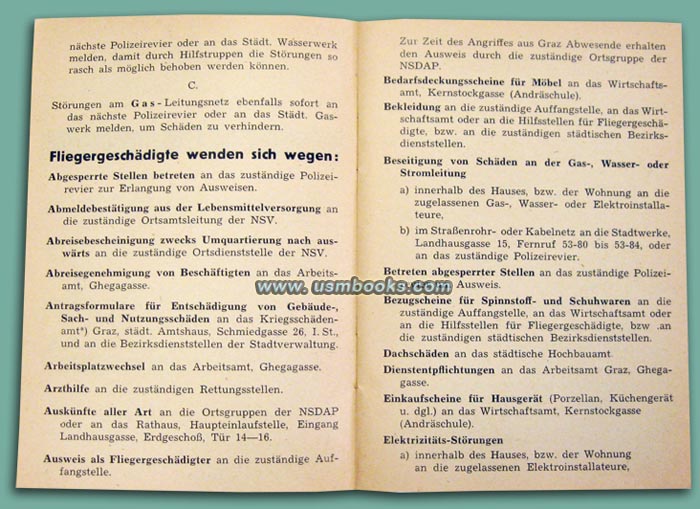 nächste Polizeirevier oder an das Städt. Wasserwerk
melden, damit durch Hilfstruppen die Störungen so
rasch als möglich behoben werden können.
C.
Störungen am Gas-Leitungsnetz ebenfalls sofort an
das nächste Polizeirevier oder an das Städt. Gas-
werk melden, um Schäden zu verhindern.
Fliegergeschädigte wenden sich wegen:
Abgesperrte Stellen betreten an das zuständige Polizei-
revier zur Erlangung von Ausweisen.
Abmeldebestätigung aus der Lebensmittelversorgung an
die zuständige Ortsamtsleitung der NSV.
Abreisebescheinigung zwecks Umquartierung nach aus-
wärts an die zuständige Ortsdienststelle der NSV.
Abreisegenehmigung von Beschäftigten an das Arbeits-
amt, Ghegagasse.
Antragsformulare für Entschädigung von Gebäude-,
Sach- und Nutzungsschäden an das Kriegsschäden-
amt*) Graz, städt. Amtshaus, Schmiedgasse 26, I. St.,
und an die Bezirksdienststellen der Stadtverwaltung.
Arbeitsplatzwechsel an das Arbeitsamt, Ghegagasse.
Arzthilfe an die zuständigen Rettungsstellen.
Auskünfte aller Art an die Ortsgruppen der NSDAP
oder an das Rathaus, Haupteinlaufstelle, Eingang
Landhausgasse, Erdgeschoß, Tür 14—16.
Ausweis als Fliegergeschädigter an die zuständige Auf-
fangstelle.
Zur Zeit des Angriffes aus Graz Abwesende erhalten
den Ausweis durch die zuständige Ortsgruppe der
NSDAP.
Bedarfsdeckungsscheine für Möbel an das Wirtschafts-
amt, Kernstockgasse (Andräschule).
Bekleidung an die zuständige Auffangstelle, an das Wirt-
schaftsamt oder an die Hilfsstellen für Fliegergeschä-
digte, bzw. an die zuständigen städtischen Bezirks-
dienststellen.
Beseitigung von Schäden an der Gas-, Wasser- oder
Stromleitung
a) innerhalb des Hauses, bzw. der Wohnung an die
zugelassenen Gas-, Wasser- oder Elektroinstalla-
teure,
b) im Straßenrohr- oder Kabelnetz an die Stadtwerke,
Landhausgasse 15, Fernruf 53-80 bis 53-84, oder
an das zuständige Polizeirevier.
Betreten abgesperrter Stellen an das zuständige Polizei-
Ausweis.
Bezugscheine für Spinnstoff- und Schuhwaren an die
zuständige Auffangstelle, an das Wirtschaftsamt oder
an die Hilfsstellen für Fliegergeschädigte, bzw .an
die zuständigen städtischen Bezirksdienststellen.
Dachschäden an das städtische Hochbauamt.
Dienstentpflichtungen an das Arbeitsamt Graz, Ghega-
gasse.
Einkaufscheine für Hausgerät (Porzellan, Küchengerät
u. dgl.) an das Wirtschaftsamt, Kernstockgasse
(Andräschule).
Elektrizitäts-Störungen
a) innerhalb des Hauses, bzw. der Wohnung
an die zugelassenen Elektroinstallateure,
www.usmbooks.com